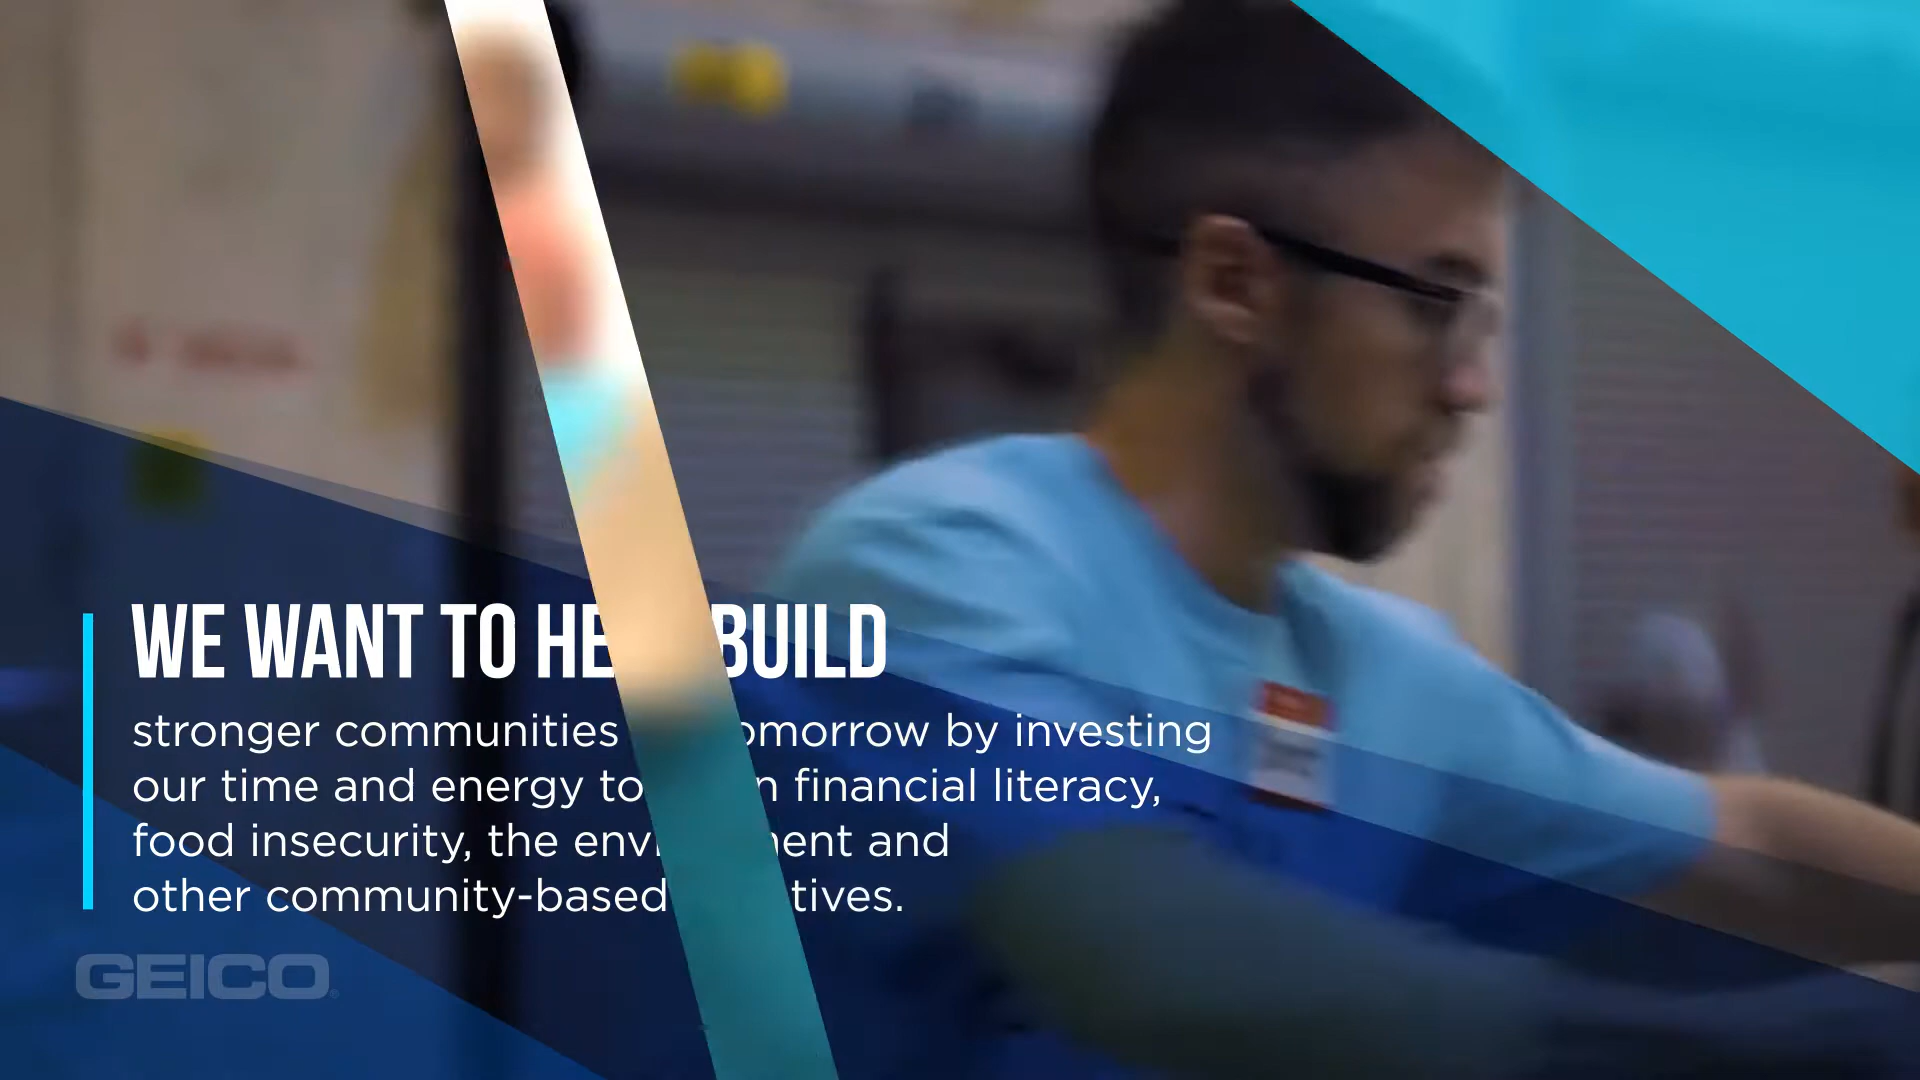 WE WANT TO HE BUILD
stronger communities omorrow by investing
our time and energy to n financial literacy,
food insecurity, the env ent and
other community-based tives.
GEICO